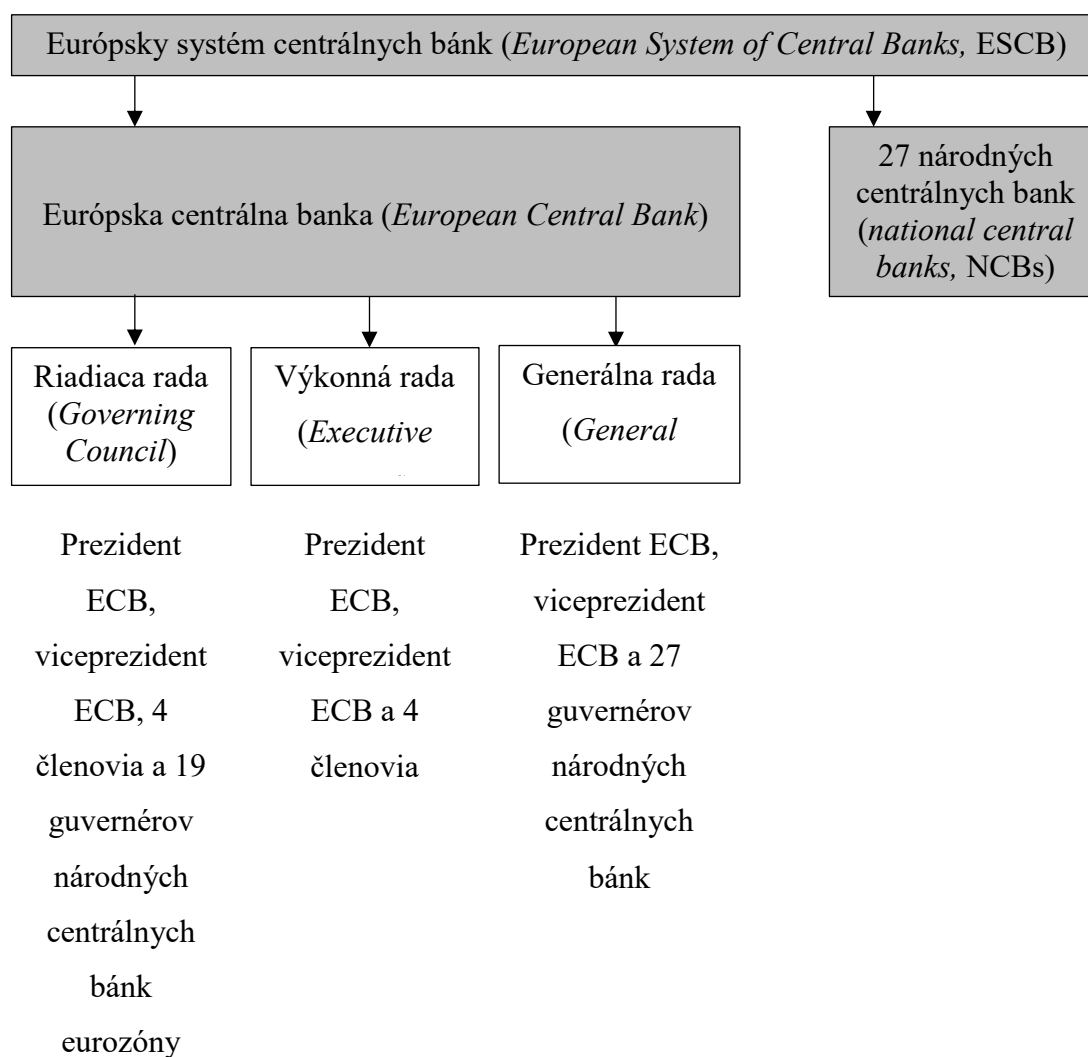 Európsky systém centrálnych bánk (European System of Central Banks, ESCB)
Európska centrálna banka (European Central Bank)
27 národných
centrálnych bank
(national central
banks, NCBs)
Riadiaca rada
(Governing
Council)
Výkonná rada
(Executive
Generálna rada
(General
Prezident
ECB,
viceprezident
ECB, 4
členovia a 19
guvernérov
národných
centrálnych
bánk
eurozóny
Prezident
ECB,
viceprezident
ECB a 4
členovia
Prezident ECB,
viceprezident
ECB a 27
guvernérov
národných
centrálnych
bánk